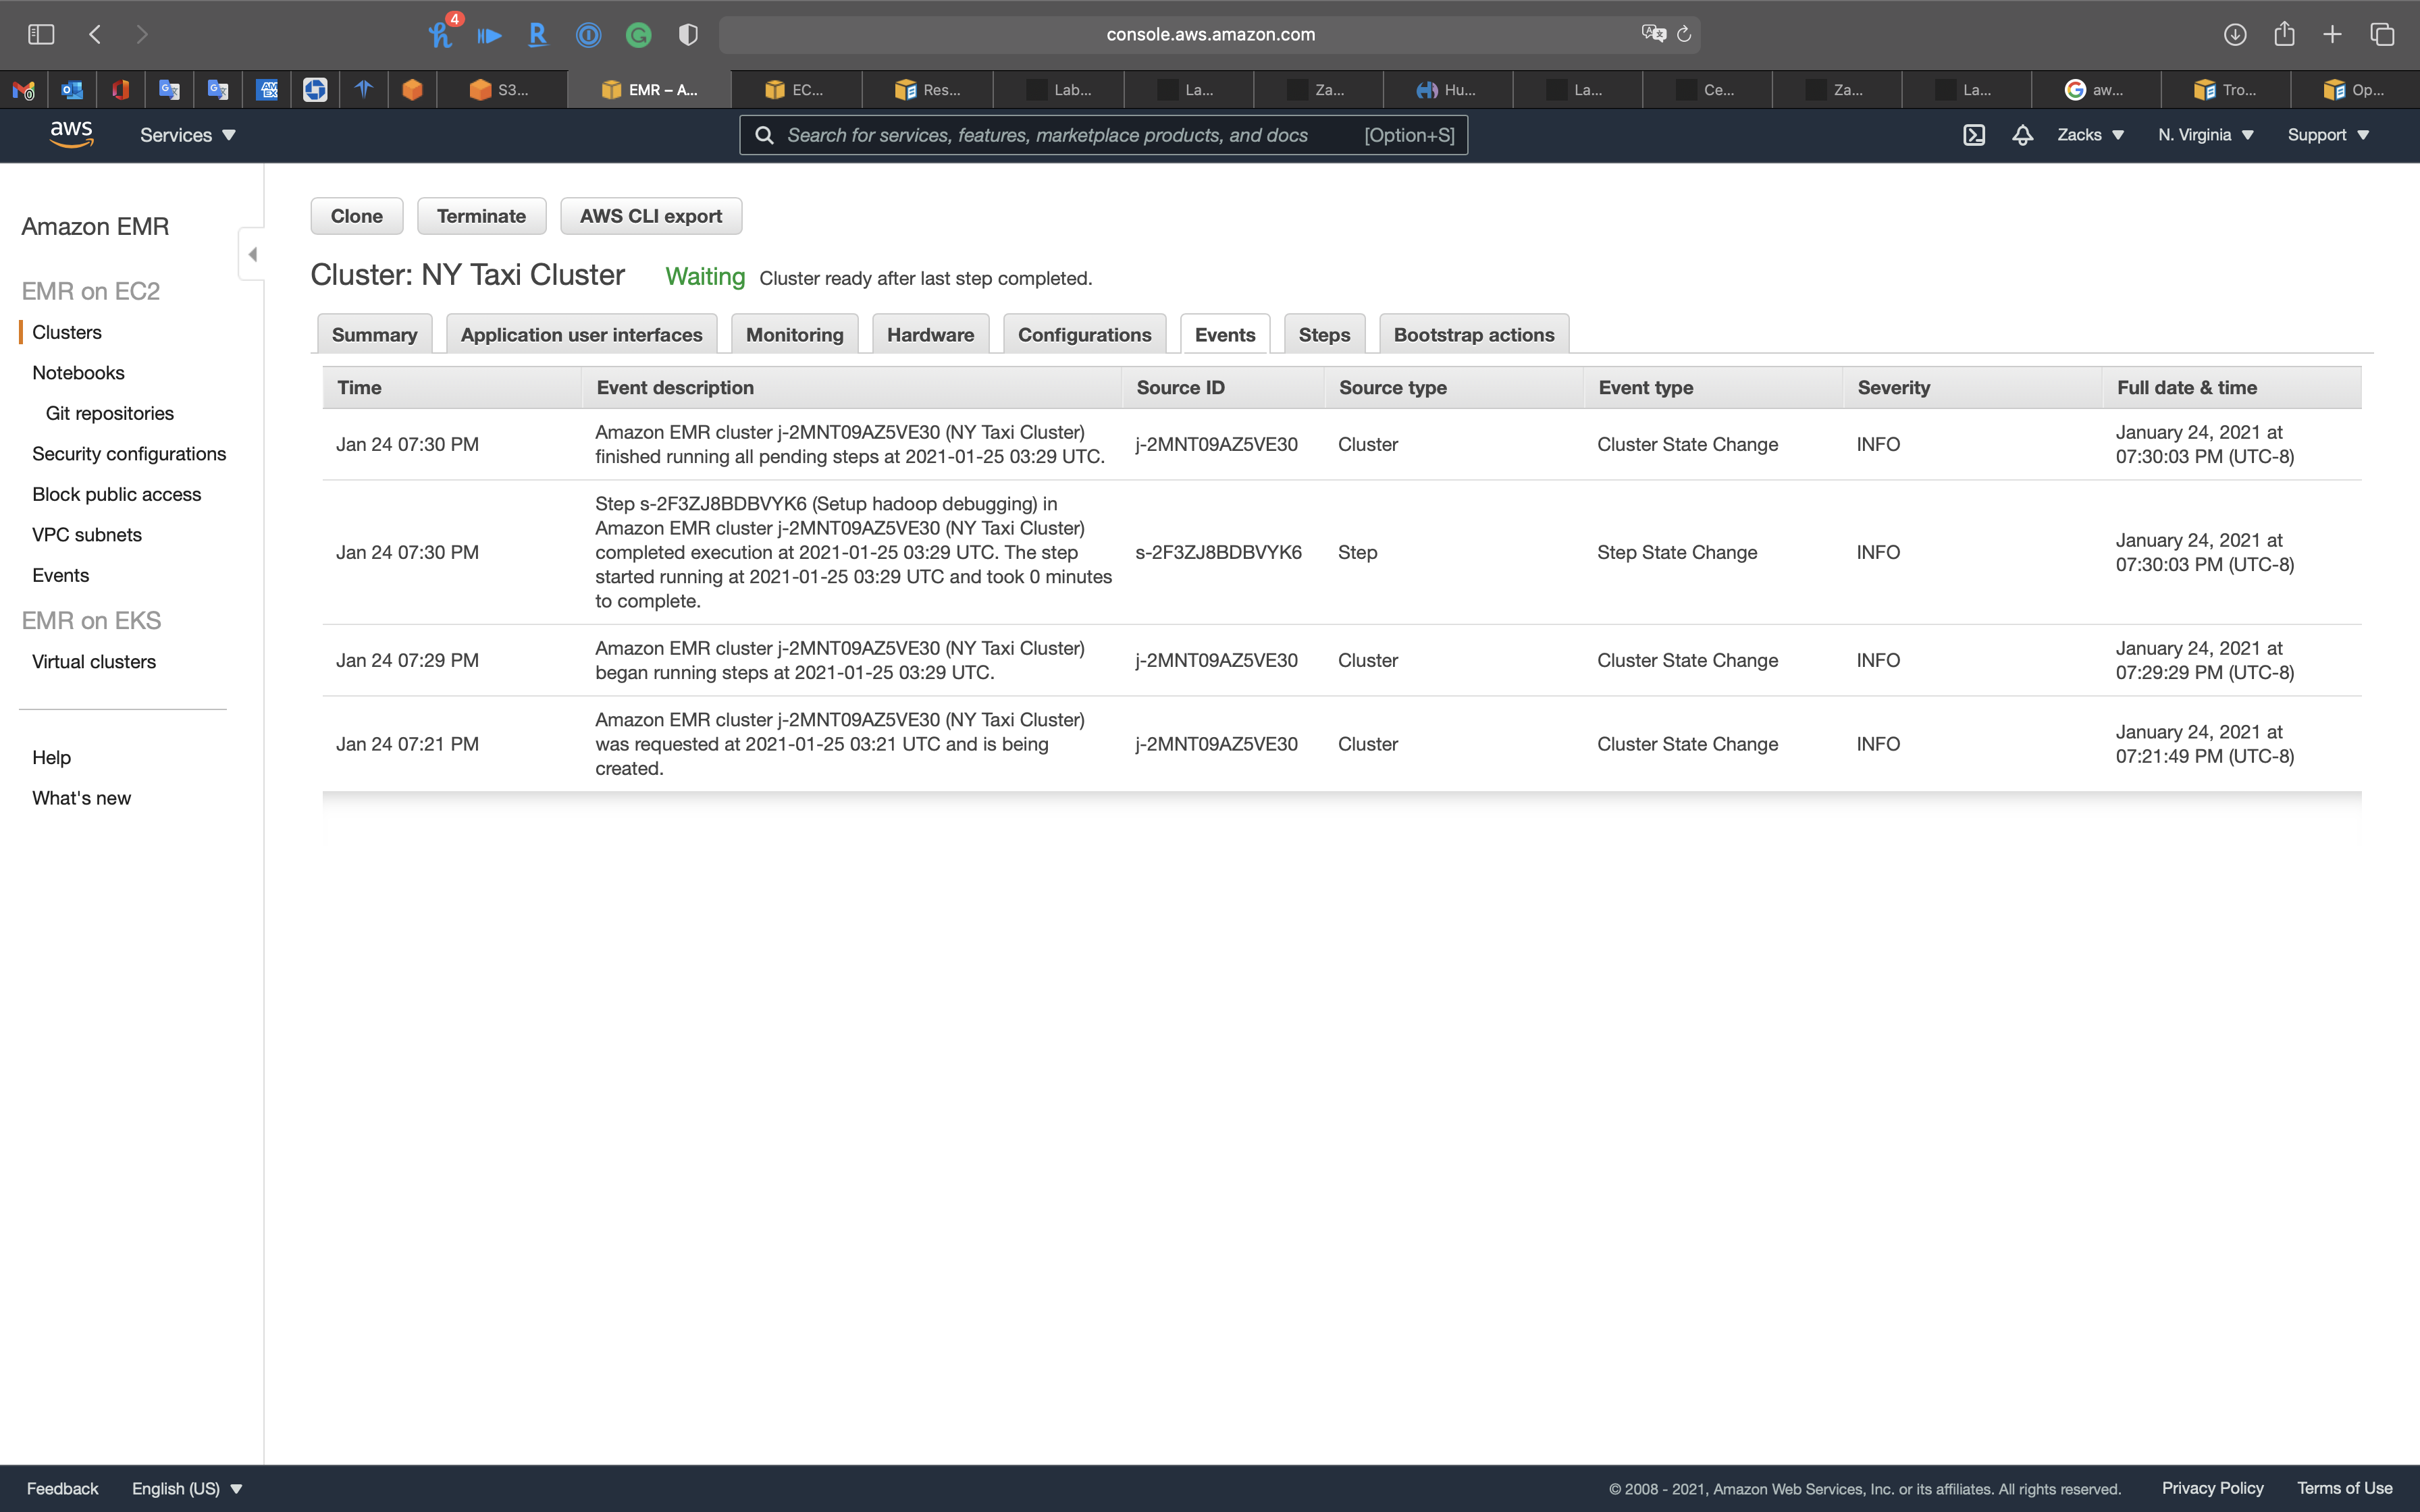 4
console.aws.amazon.com
S3...
EMR – A...
EC...
Res...
Lab...
La...
Za...
Hu...
La...
Ce...
Za...
La...
aw...
Tro...
Op...
aws
Services
Search for services, features, marketplace products, and docs [Option+S]
Zacks
N. Virginia
Support
Amazon EMR
EMR on EC2
Clusters
Notebooks
Git repositories
Security configurations
Block public access
VPC subnets
Events
EMR on EKS
Virtual clusters
Help
What's new
Clone
Terminate
AWS CLI export
Cluster: NY Taxi Cluster Waiting Cluster ready after last step completed.
Summary
Application user interfaces
Monitoring
Hardware
Configurations
Events
Steps
Bootstrap actions
Time
Event description
Source ID
Source type
Event type
Severity
Full date & time
Jan 24 07:30 PM
Amazon EMR cluster j-2MNT09AZ5VE30 (NY Taxi Cluster)
finished running all pending steps at 2021-01-25 03:29 UTC.
j-2MNT09AZ5VE30
Cluster
Cluster State Change
INFO
January 24, 2021 at
07:30:03 PM (UTC-8)
Jan 24 07:30 PM
Step s-2F3ZJ8BDBVYK6 (Setup hadoop debugging) in
Amazon EMR cluster j-2MNT09AZ5VE30 (NY Taxi Cluster)
completed execution at 2021-01-25 03:29 UTC. The step
started running at 2021-01-25 03:29 UTC and took 0 minutes
to complete.
s-2F3ZJ8BDBVYK6
Step
Step State Change
INFO
January 24, 2021 at
07:30:03 PM (UTC-8)
Jan 24 07:29 PM
Amazon EMR cluster j-2MNT09AZ5VE30 (NY Taxi Cluster)
began running steps at 2021-01-25 03:29 UTC.
j-2MNT09AZ5VE30
Cluster
Cluster State Change
INFO
January 24, 2021 at
07:29:29 PM (UTC-8)
Jan 24 07:21 PM
Amazon EMR cluster j-2MNT09AZ5VE30 (NY Taxi Cluster)
was requested at 2021-01-25 03:21 UTC and is being
created.
j-2MNT09AZ5VE30
Cluster
Cluster State Change
INFO
January 24, 2021 at
07:21:49 PM (UTC-8)
Feedback
English (US)
© 2008 - 2021, Amazon Web Services, Inc. or its affiliates. All rights reserved.
Privacy Policy
Terms of Use